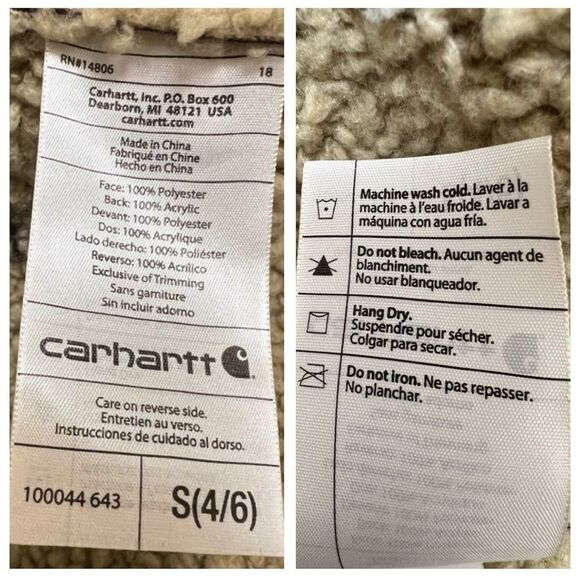 RN#14806 18
Carhartt, Inc. P.O. Box 600
Dearborn, MI 48121 USA
carhartt.com
Made in China
Fabriqué en Chine
Hecho en China
Face: 100% Polyester
Back: 100% Acrylic
Devant: 100% Polyester
Dos: 100% Acrylique
Lado derecho: 100% Poliéster
Reverso: 100% Acrílico
Exclusive of Trimming
Sans garniture
Sin incluir adorno
carhartt
Care on reverse side.
Entretien au verso.
Instrucciones de cuidado al dorso.
100044 643 S(4/6)
Machine wash cold. Laver à la
machine à l'eau froide. Lavar a
máquina con agua fría.
Do not bleach. Aucun agent de
blanchiment.
No usar blanqueador.
Hang Dry.
Suspendre pour sécher.
Colgar para secar.
Do not iron. Ne pas repasser.
No planchar.